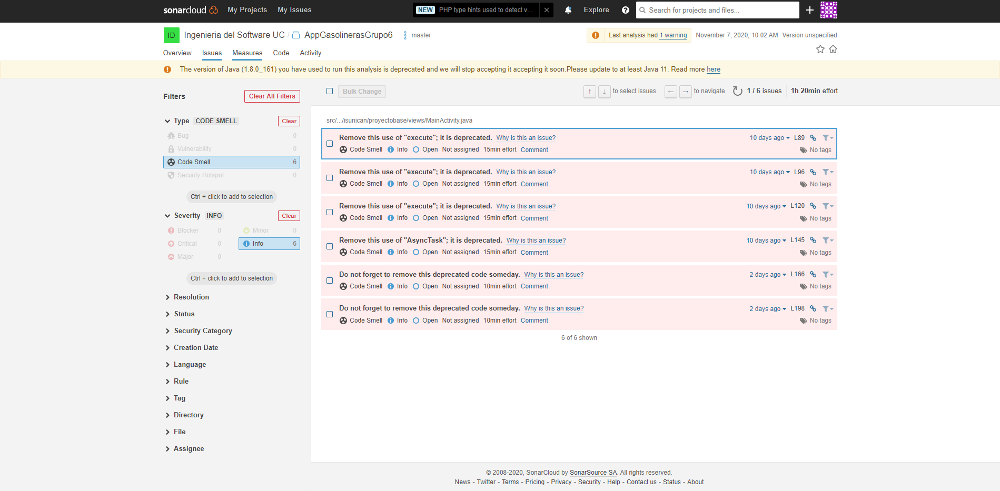 sonarcloud My Projects My Issues NEW PHP type hints used to detect v... Explore Search for projects and files...
ID Ingenieria del Software UC / AppGasolinerasGrupo6 master Last analysis had 1 warning November 7, 2020, 10:02 AM Version unspecified
Overview Issues Measures Code Activity
The version of Java (1.8.0_161) you have used to run this analysis is deprecated and we will stop accepting it accepting it soon.Please update to at least Java 11. Read more here
Filters Clear All Filters
Type CODE SMELL Clear
Bug 0
Vulnerability 0
Code Smell 6
Security Hotspot 0
Ctrl + click to add to selection
Severity INFO Clear
Blocker 0 Minor 0
Critical 0 Info 6
Major 0
Ctrl + click to add to selection
Resolution
Status
Security Category
Creation Date
Language
Rule
Tag
Directory
File
Assignee
Bulk Change ↑ ↓ to select issues ← → to navigate 1 / 6 issues 1h 20min effort
src/.../isunican/proyectobase/views/MainActivity.java
Remove this use of "execute"; it is deprecated. Why is this an issue? 10 days ago L89
Code Smell Info Open Not assigned 15min effort Comment No tags
Remove this use of "execute"; it is deprecated. Why is this an issue? 10 days ago L96
Code Smell Info Open Not assigned 15min effort Comment No tags
Remove this use of "execute"; it is deprecated. Why is this an issue? 10 days ago L120
Code Smell Info Open Not assigned 15min effort Comment No tags
Remove this use of "AsyncTask"; it is deprecated. Why is this an issue? 10 days ago L145
Code Smell Info Open Not assigned 15min effort Comment No tags
Do not forget to remove this deprecated code someday. Why is this an issue? 2 days ago L166
Code Smell Info Open Not assigned 10min effort Comment No tags
Do not forget to remove this deprecated code someday. Why is this an issue? 2 days ago L198
Code Smell Info Open Not assigned 10min effort Comment No tags
6 of 6 shown
© 2008-2020, SonarCloud by SonarSource SA. All rights reserved.
News - Twitter - Terms - Pricing - Privacy - Security - Help - Contact us - Status - About